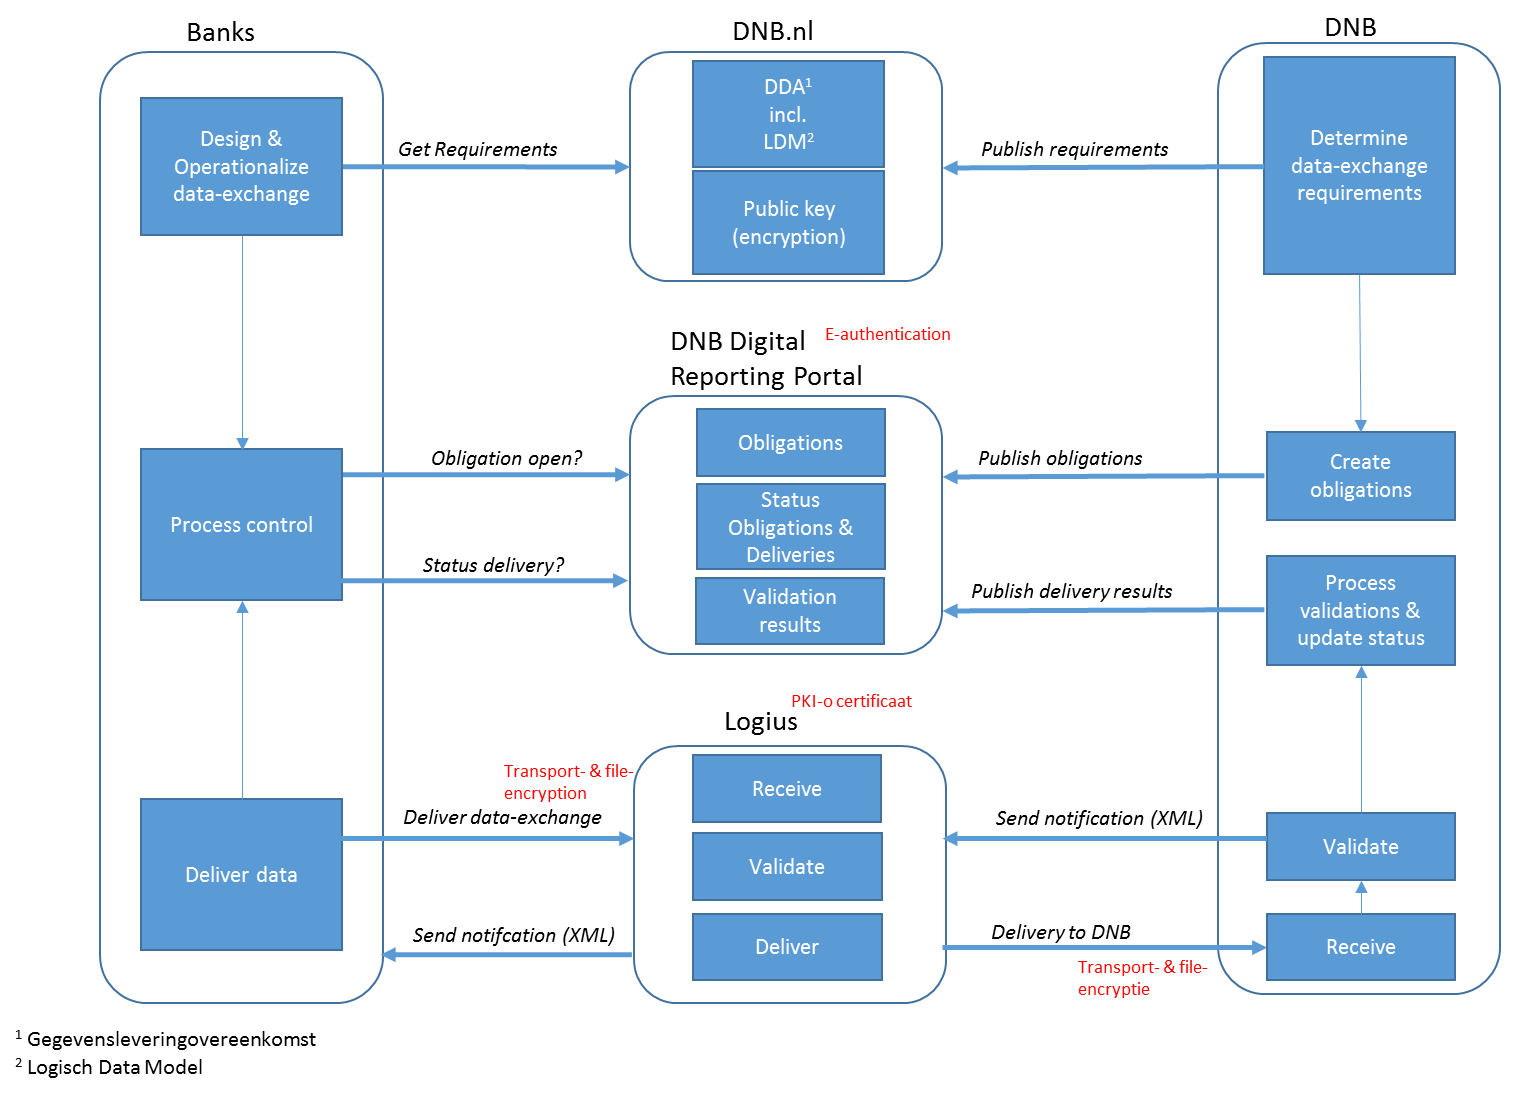 Banks
DNB.nl
DNB
Design &
Operationalize
data-exchange
Get Requirements
DDA¹
incl.
LDM²
Public key
(encryption)
Publish requirements
Determine
data-exchange
requirements
DNB Digital
Reporting Portal
E-authentication
Process control
Obligation open?
Status delivery?
Obligations
Status
Obligations &
Deliveries
Validation
results
Publish obligations
Publish delivery results
Create
obligations
Process
validations &
update status
PKI-o certificaat
Logius
Transport- & file-
encryption
Deliver data-exchange
Deliver data
Send notifcation (XML)
Receive
Validate
Deliver
Send notification (XML)
Delivery to DNB
Transport- & file-
encryptie
Validate
Receive
¹ Gegevensleveringovereenkomst
² Logisch Data Model